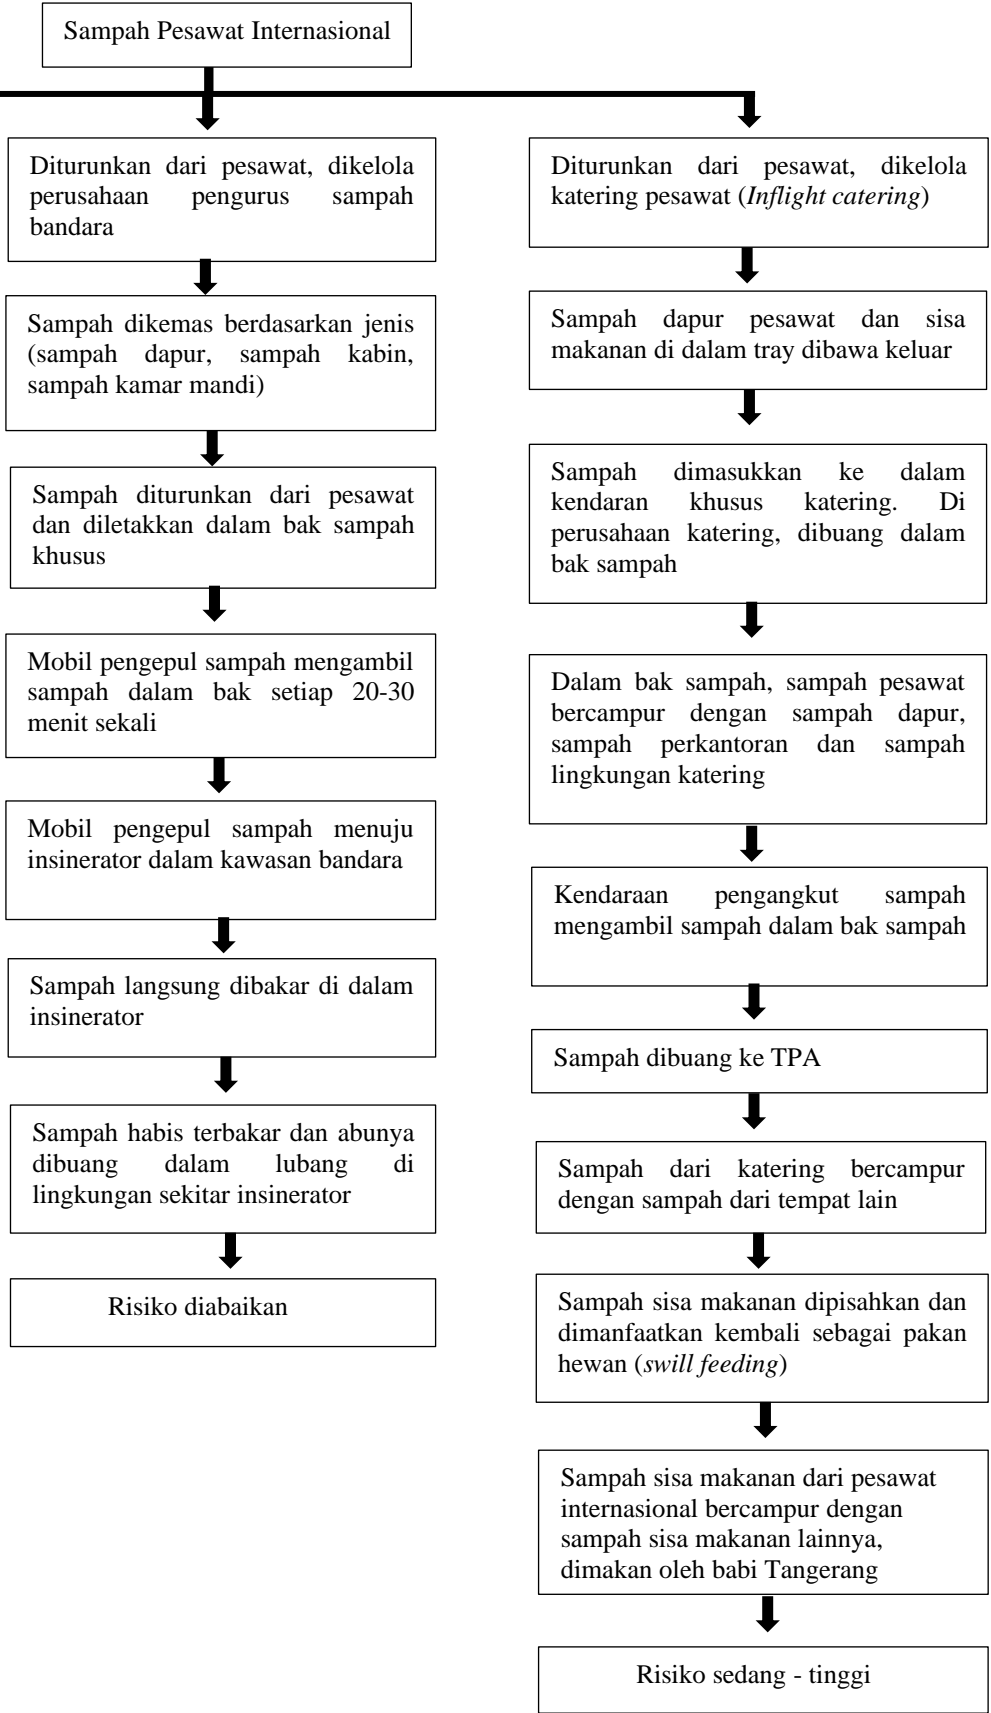 Sampah Pesawat Internasional
Diturunkan dari pesawat, dikelola
perusahaan pengurus sampah
bandara
Sampah dikemas berdasarkan jenis
(sampah dapur, sampah kabin,
sampah kamar mandi)
Sampah diturunkan dari pesawat
dan diletakkan dalam bak sampah
khusus
Mobil pengepul sampah mengambil
sampah dalam bak setiap 20-30
menit sekali
Mobil pengepul sampah menuju
insinerator dalam kawasan bandara
Sampah langsung dibakar di dalam
insinerator
Sampah habis terbakar dan abunya
dibuang dalam lubang di
lingkungan sekitar insinerator
Risiko diabaikan
Diturunkan dari pesawat, dikelola
katering pesawat (Inflight catering)
Sampah dapur pesawat dan sisa
makanan di dalam tray dibawa keluar
Sampah dimasukkan ke dalam
kendaran khusus katering. Di
perusahaan katering, dibuang dalam
bak sampah
Dalam bak sampah, sampah pesawat
bercampur dengan sampah dapur,
sampah perkantoran dan sampah
lingkungan katering
Kendaraan pengangkut sampah
mengambil sampah dalam bak sampah
Sampah dibuang ke TPA
Sampah dari katering bercampur
dengan sampah dari tempat lain
Sampah sisa makanan dipisahkan dan
dimanfaatkan kembali sebagai pakan
hewan (swill feeding)
Sampah sisa makanan dari pesawat
internasional bercampur dengan
sampah sisa makanan lainnya,
dimakan oleh babi Tangerang
Risiko sedang - tinggi